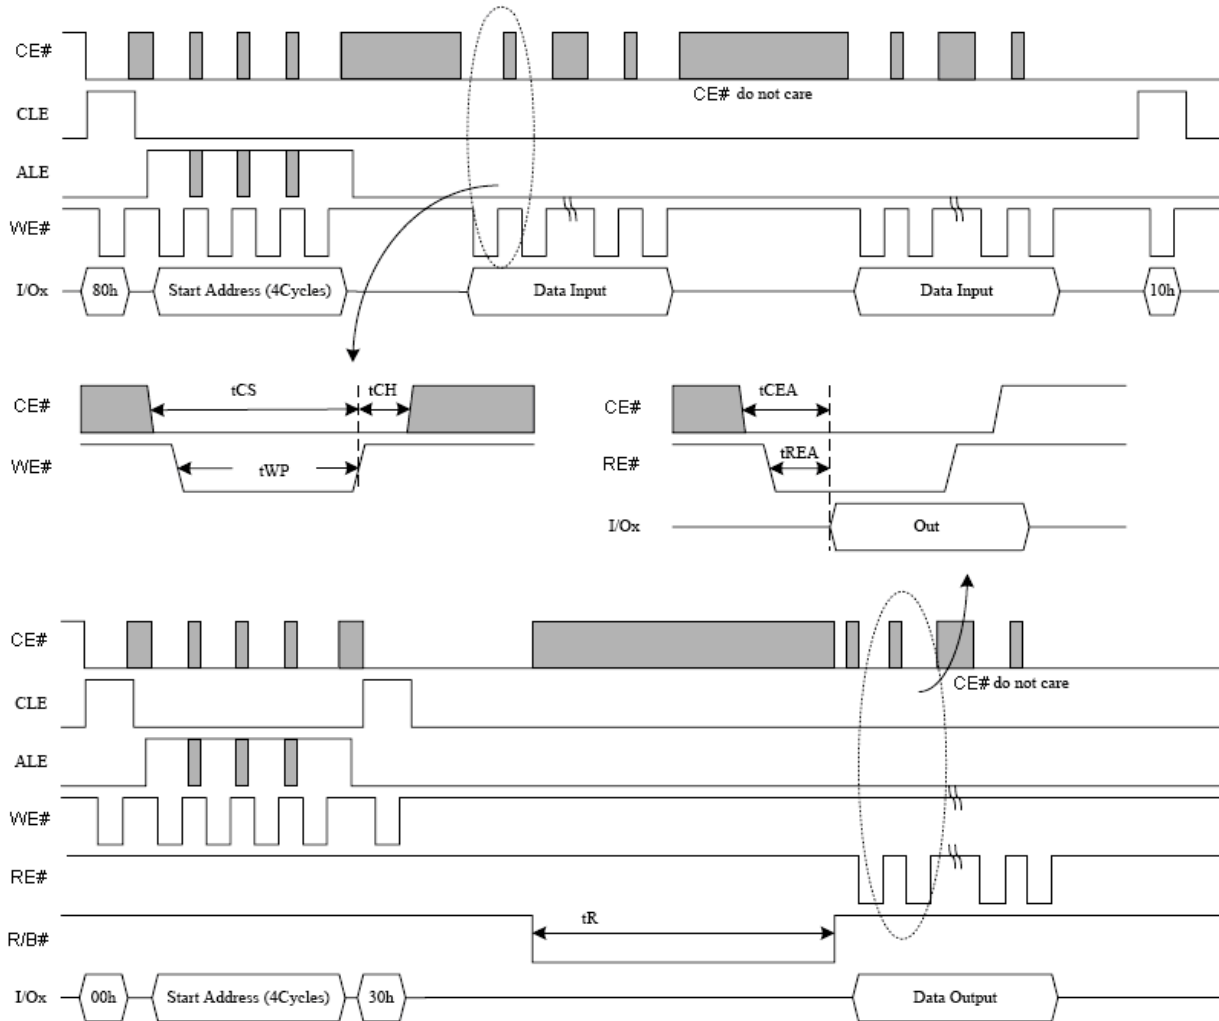 CE#
CE# do not care
CLE
ALE
WE#
I/Ox
80h
Start Address (4Cycles)
Data Input
Data Input
10h
tCS
tCH
CE#
WE#
tWP
tCEA
CE#
tREA
RE#
I/Ox
Out
CE#
CE# do not care
CLE
ALE
WE#
RE#
tR
R/B#
I/Ox
00h
Start Address (4Cycles)
30h
Data Output